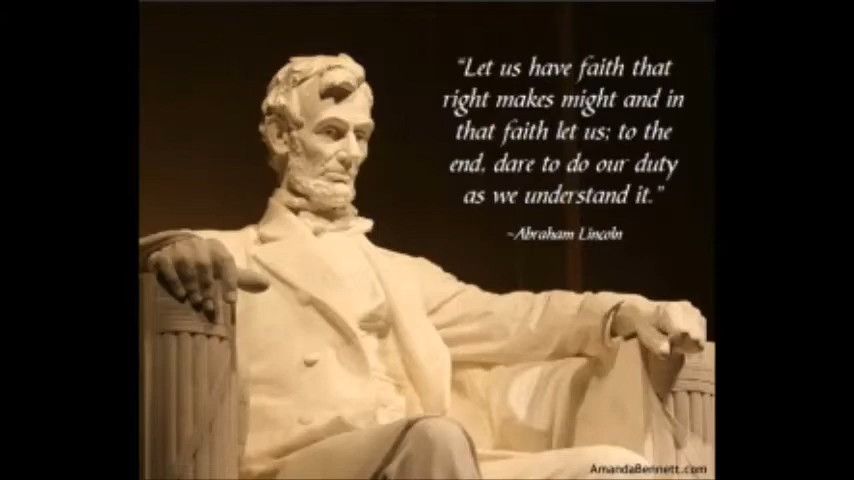 “Let us have faith that
right makes might and in
that faith let us; to the
end, dare to do our duty
as we understand it.”
~Abraham Lincoln
AmandaBennett.com